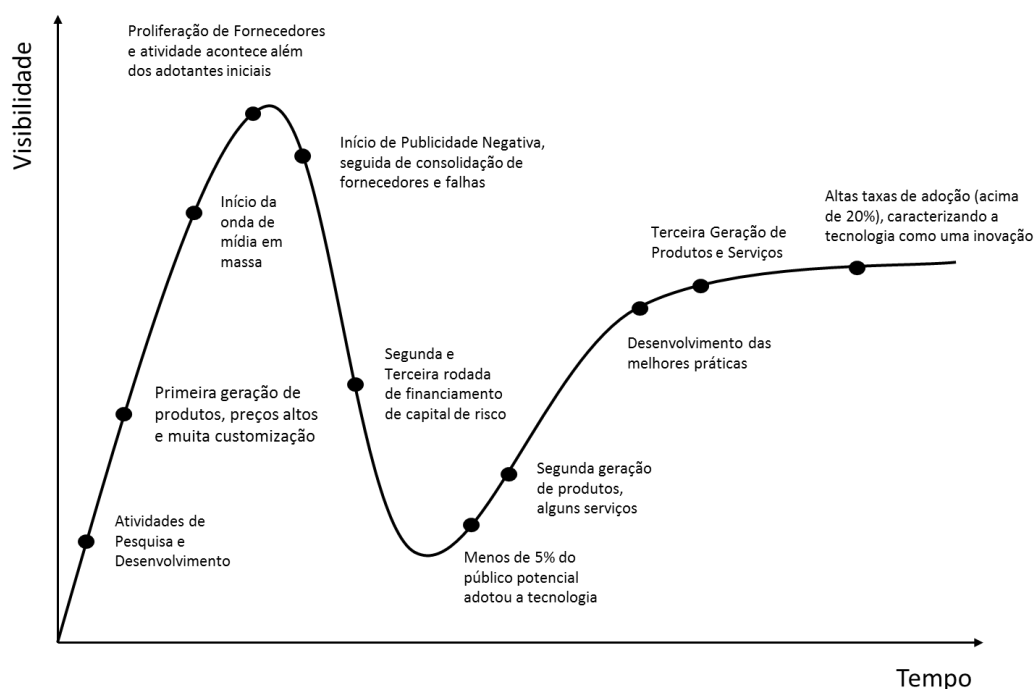 Visibilidade
Proliferação de Fornecedores
e atividade acontece além
dos adotantes iniciais
Início de Publicidade Negativa,
seguida de consolidação de
fornecedores e falhas
Início da
onda de
mídia em
massa
Altas taxas de adoção (acima
de 20%), caracterizando a
tecnologia como uma inovação
Terceira Geração de
Produtos e Serviços
Desenvolvimento das
melhores práticas
Segunda e
Terceira rodada
de financiamento
de capital de risco
Primeira geração de
produtos, preços altos
e muita customização
Segunda geração
de produtos,
alguns serviços
Atividades de
Pesquisa e
Desenvolvimento
Menos de 5% do
público potencial
adotou a tecnologia
Tempo